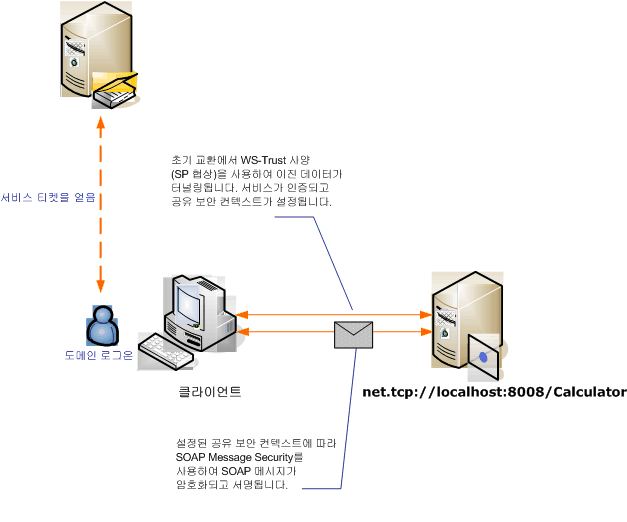 초기 교환에서 WS-Trust 사양
(SP 협상)을 사용하여 이진 데이터가
터널링됩니다. 서비스가 인증되고
공유 보안 컨텍스트가 설정됩니다.
서비스 티켓을 얻음
도메인 로그온
클라이언트
net.tcp://localhost:8008/Calculator
설정된 공유 보안 컨텍스트에 따라
SOAP Message Security를
사용하여 SOAP 메시지가
암호화되고 서명됩니다.